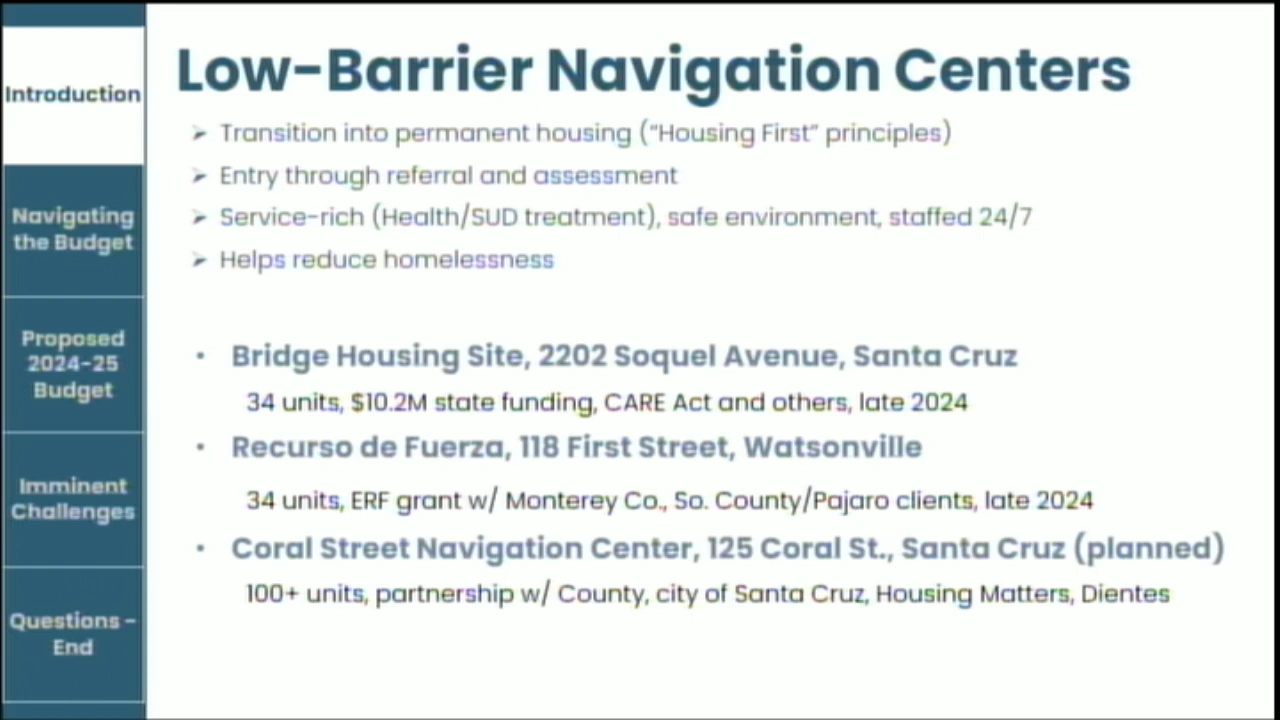 Introduction
Navigating
the Budget
Proposed
2024-25
Budget
Imminent
Challenges
Questions -
End
Low-Barrier Navigation Centers
➢ Transition into permanent housing (“Housing First” principles)
➢ Entry through referral and assessment
➢ Service-rich (Health/SUD treatment), safe environment, staffed 24/7
➢ Helps reduce homelessness
• Bridge Housing Site, 2202 Soquel Avenue, Santa Cruz
34 units, $10.2M state funding, CARE Act and others, late 2024
• Recurso de Fuerza, 118 First Street, Watsonville
34 units, ERF grant w/ Monterey Co., So. County/Pajaro clients, late 2024
• Coral Street Navigation Center, 125 Coral St., Santa Cruz (planned)
100+ units, partnership w/ County, city of Santa Cruz, Housing Matters, Dientes